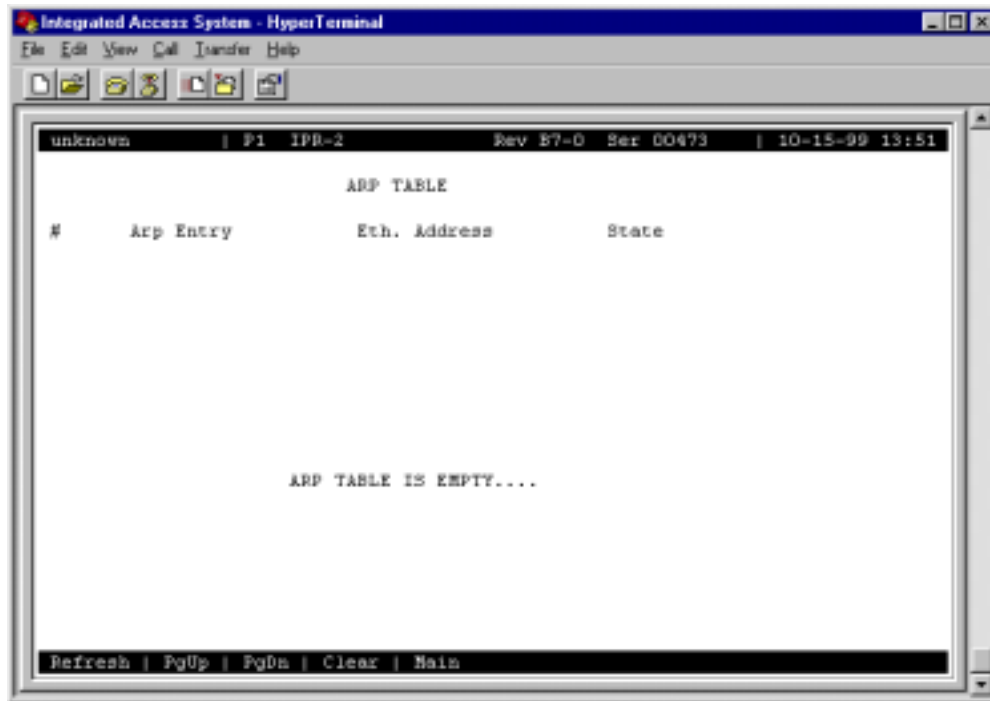 Integrated Access System - HyperTerminal
File Edit View Call Transfer Help
unknown | P1 IPR-2 Rev B7-0 Ser 00473 | 10-15-99 13:51
ARP TABLE
# Arp Entry Eth. Address State
ARP TABLE IS EMPTY....
Refresh | PgUp | PgDn | Clear | Main